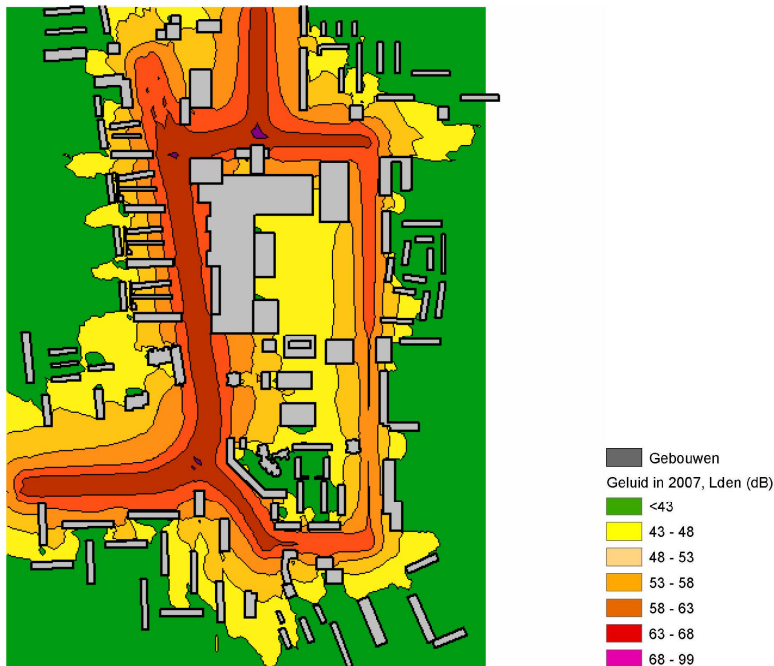 Gebouwen
Geluid in 2007, Lden (dB)
<43
43 - 48
48 - 53
53 - 58
58 - 63
63 - 68
68 - 99